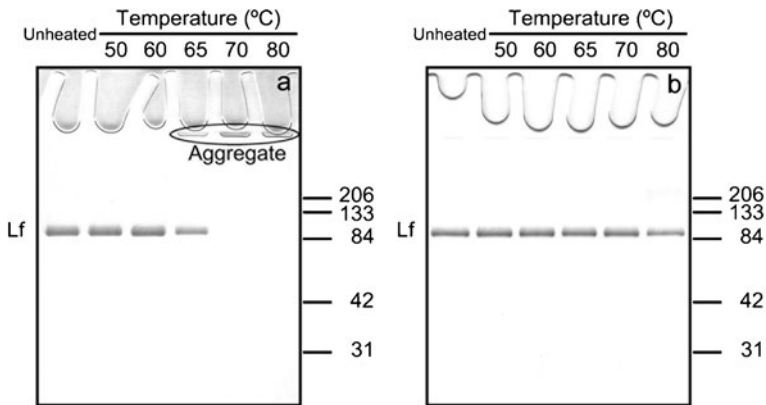 Temperature (ºC)
Unheated 50 60 65 70 80
a
Aggregate
Lf
206
133
84
42
31
Temperature (ºC)
Unheated 50 60 65 70 80
b
Lf
206
133
84
42
31